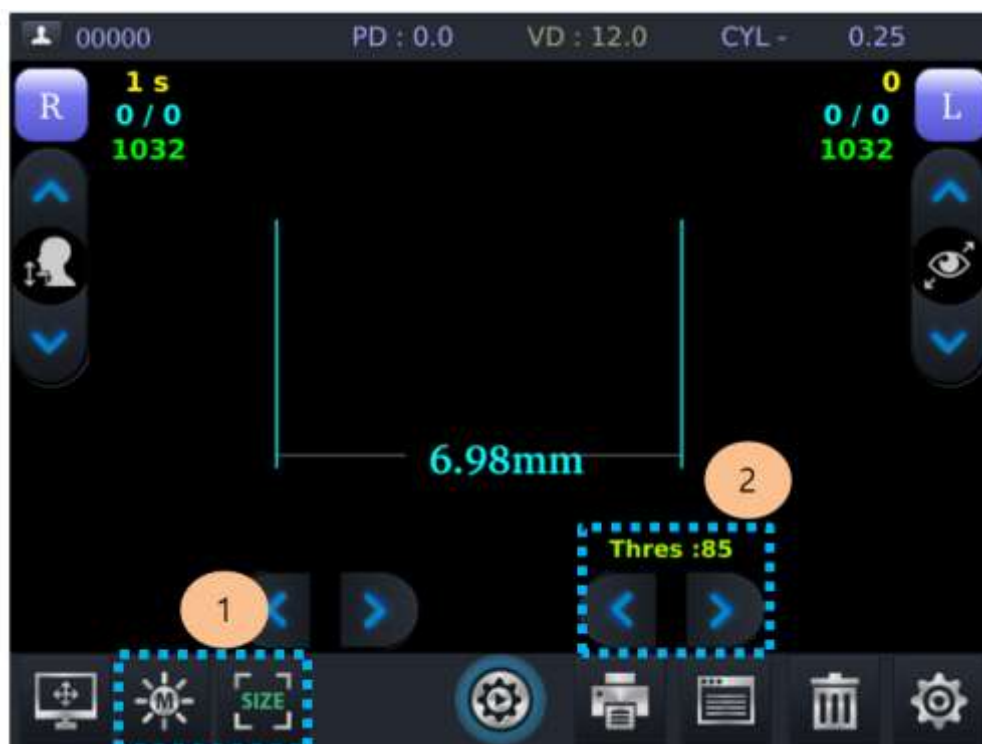 00000 PD : 0.0 VD : 12.0 CYL - 0.25
R 1 s 0 L
0 / 0 0 / 0
1032 1032
6.98mm
2
Thres :85
1
M SIZE